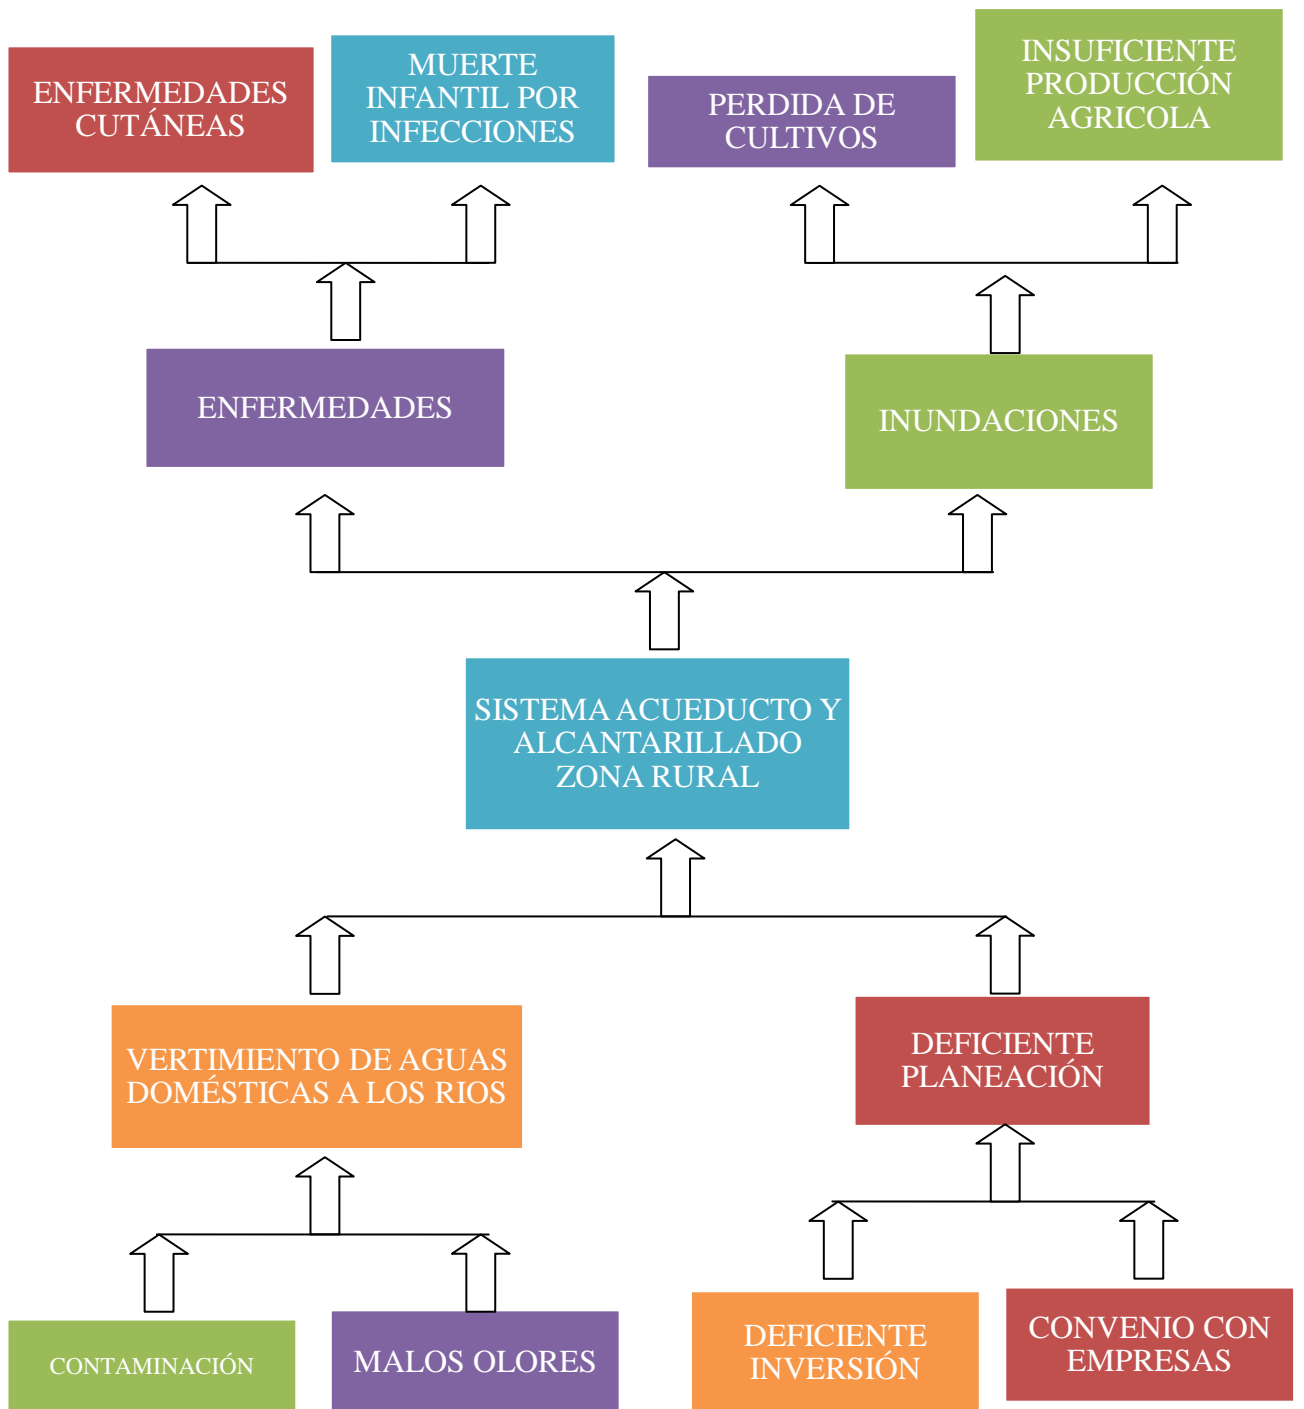 ENFERMEDADES
CUTÁNEAS
MUERTE
INFANTIL POR
INFECCIONES
PERDIDA DE
CULTIVOS
INSUFICIENTE
PRODUCCIÓN
AGRICOLA
ENFERMEDADES
INUNDACIONES
SISTEMA ACUEDUCTO Y
ALCANTARILLADO
ZONA RURAL
VERTIMIENTO DE AGUAS
DOMÉSTICAS A LOS RIOS
DEFICIENTE
PLANEACIÓN
CONTAMINACIÓN
MALOS OLORES
DEFICIENTE
INVERSIÓN
CONVENIO CON
EMPRESAS